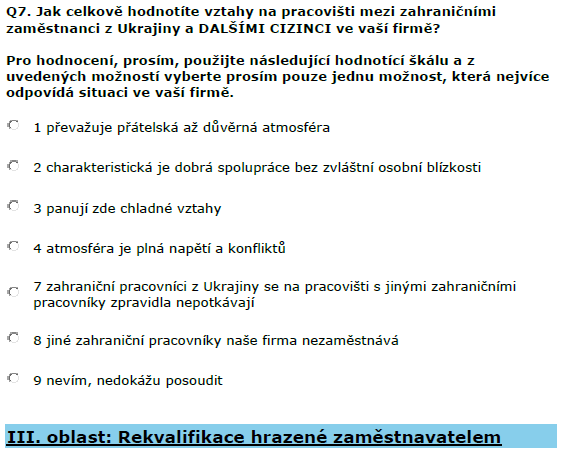 Q7. Jak celkově hodnotíte vztahy na pracovišti mezi zahraničními
zaměstnanci z Ukrajiny a DALŠÍMI CIZINCI ve vaší firmě?
Pro hodnocení, prosím, použijte následující hodnotící škálu a z
uvedených možností vyberte prosím pouze jednu možnost, která nejvíce
odpovídá situaci ve vaší firmě.
1 převažuje přátelská až důvěrná atmosféra
2 charakteristická je dobrá spolupráce bez zvláštní osobní blízkosti
3 panují zde chladné vztahy
4 atmosféra je plná napětí a konfliktů
7 zahraniční pracovníci z Ukrajiny se na pracovišti s jinými zahraničními
pracovníky zpravidla nepotkávají
8 jiné zahraniční pracovníky naše firma nezaměstnává
9 nevím, nedokážu posoudit
III. oblast: Rekvalifikace hrazené zaměstnavatelem